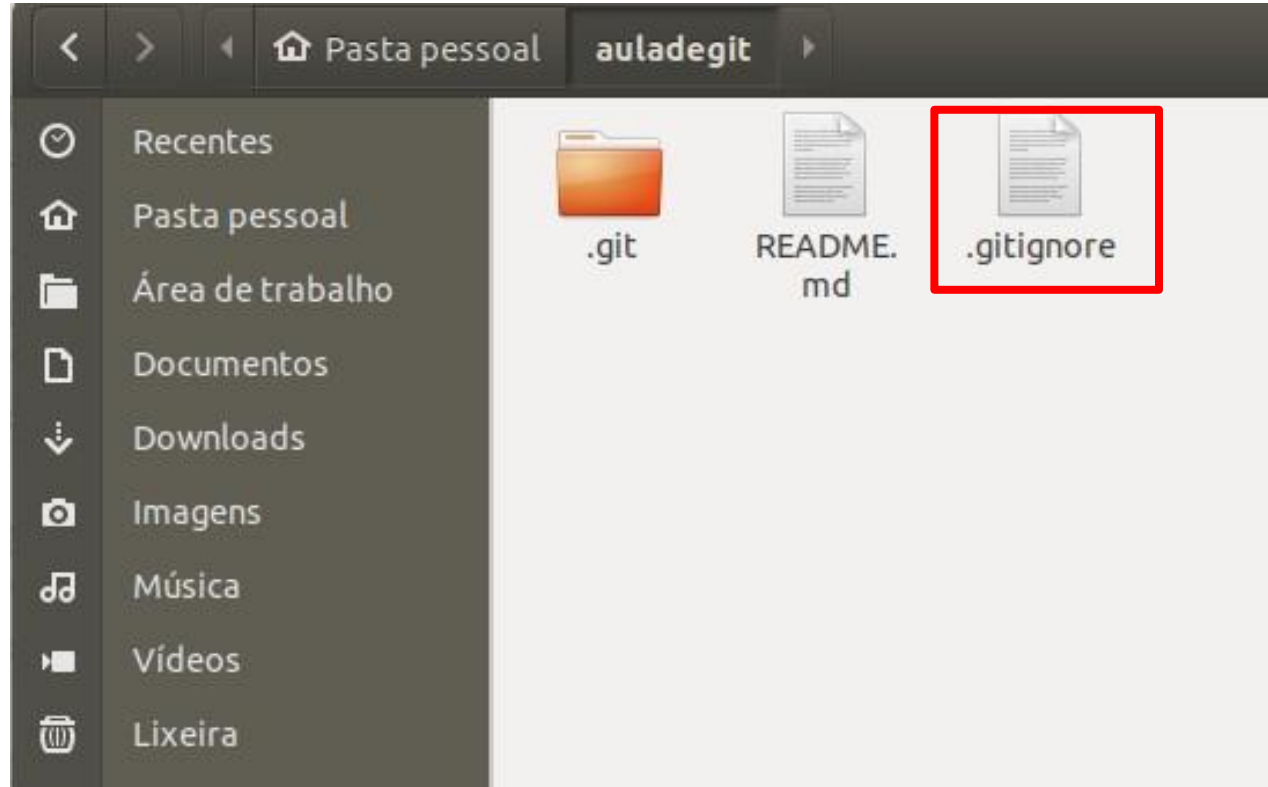 Pasta pessoal auladegit
Recentes
Pasta pessoal
Área de trabalho
Documentos
Downloads
Imagens
Música
Vídeos
Lixeira
.git
README.
md
.gitignore